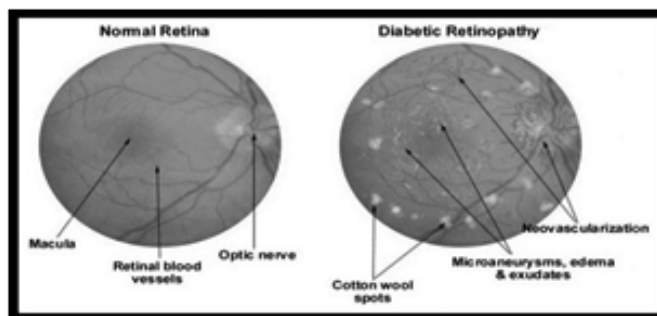 Normal Retina
Diabetic Retinopathy
Macula
Retinal blood
vessels
Optic nerve
Cotton wool
spots
Microaneurysms, edema
& exudates
Neovascularization